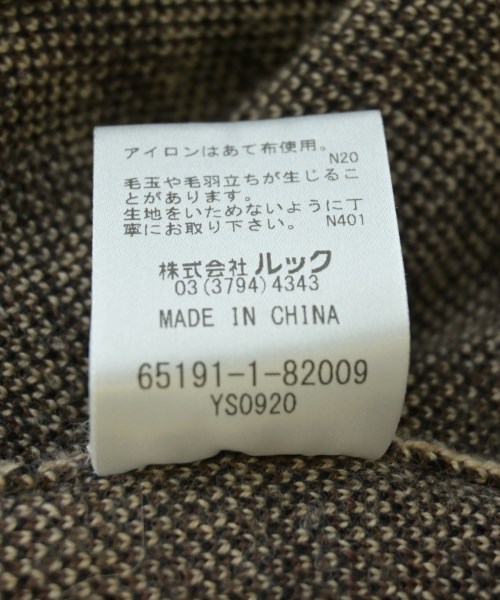 アイロンはあて布使用。
N20
毛玉や毛羽立ちが生じるこ
とがあります。
生地をいためないように丁
寧にお取り下さい。 N401
株式会社 ルック
03(3794)4343
MADE IN CHINA
65191-1-82009
YS0920